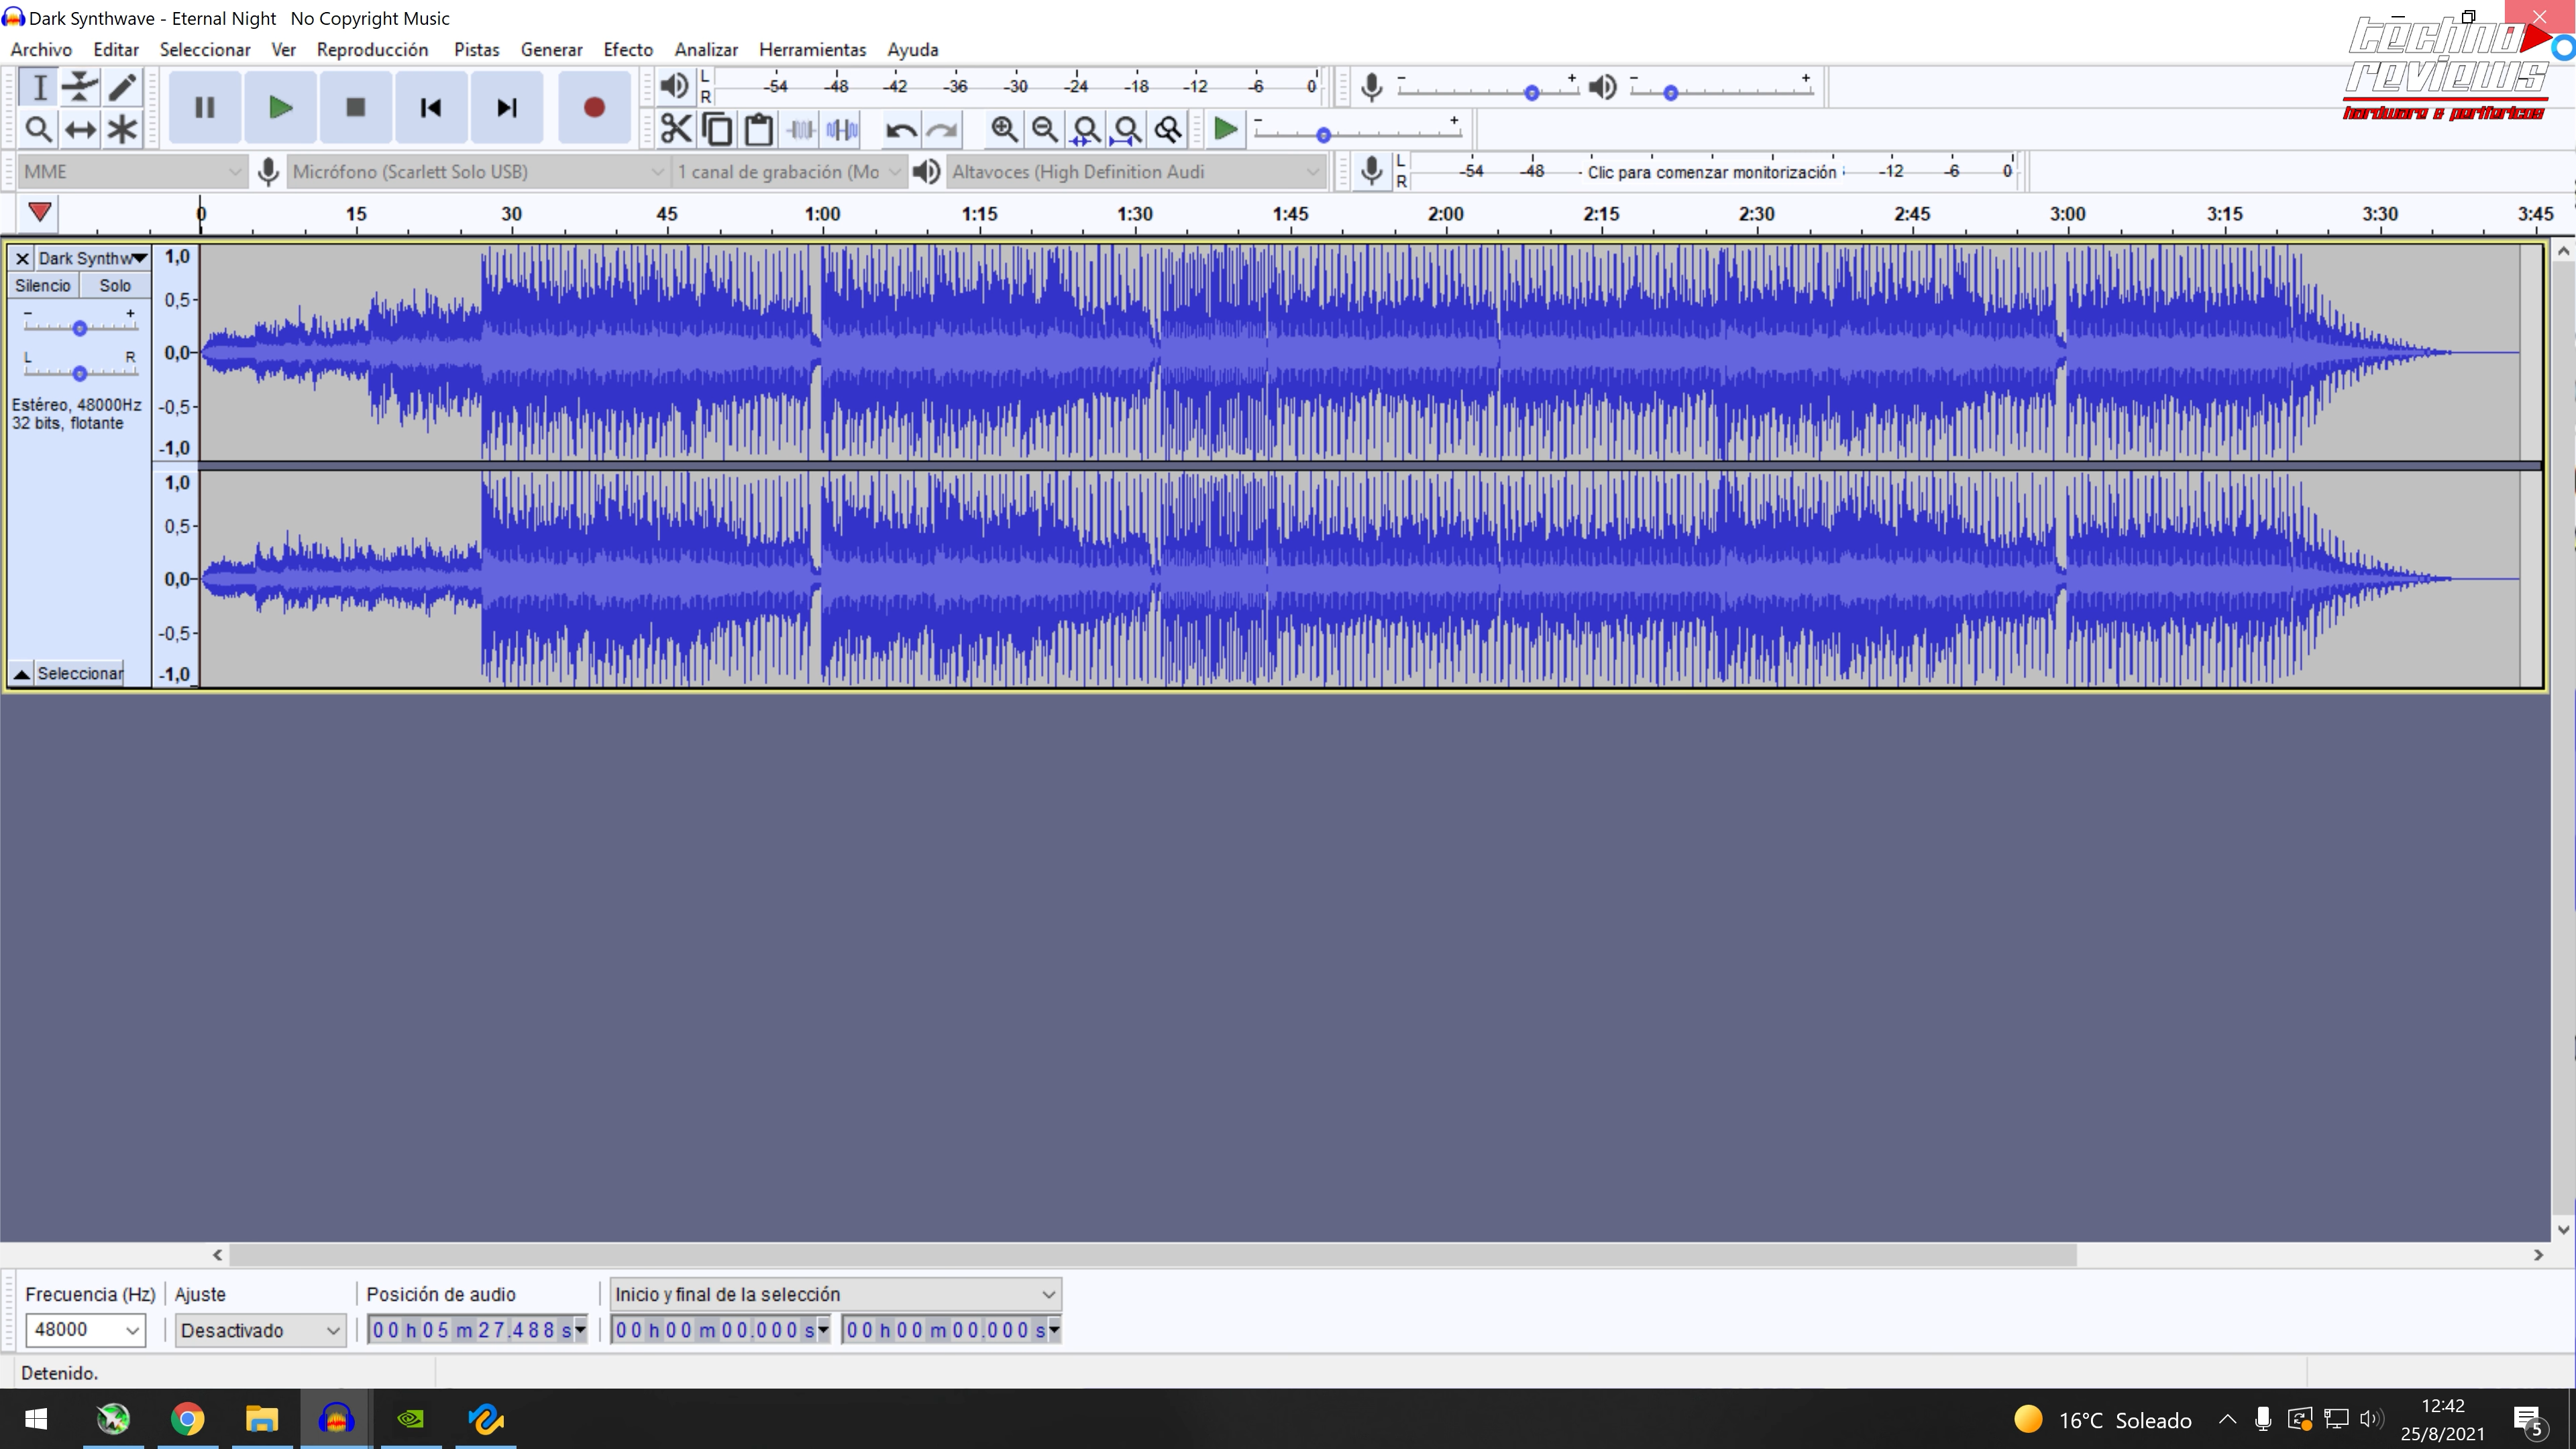 Dark Synthwave - Eternal Night No Copyright Music
techno
reviews
hardware & perifericos
Archivo Editar Seleccionar Ver Reproducción Pistas Generar Efecto Analizar Herramientas Ayuda
L
R
-54 -48 -42 -36 -30 -24 -18 -12 -6 0
MME
Micrófono (Scarlett Solo USB)
1 canal de grabación (Mo
Altavoces (High Definition Audi
L
R
-54 -48 - Clic para comenzar monitorización -12 -6 0
0 15 30 45 1:00 1:15 1:30 1:45 2:00 2:15 2:30 2:45 3:00 3:15 3:30 3:45
Dark Synthw
Silencio Solo
- +
L R
Estéreo, 48000Hz
32 bits, flotante
Seleccionar
1,0
0,5-
0,0-
-0,5-
-1,0
1,0
0,5-
0,0-
-0,5-
-1,0
Frecuencia (Hz) Ajuste Posición de audio Inicio y final de la selección
48000 Desactivado 00 h 05 m 27.488 s 00 h 00 m 00.000 s 00 h 00 m 00.000 s
Detenido.
16°C Soleado
12:42
25/8/2021
5